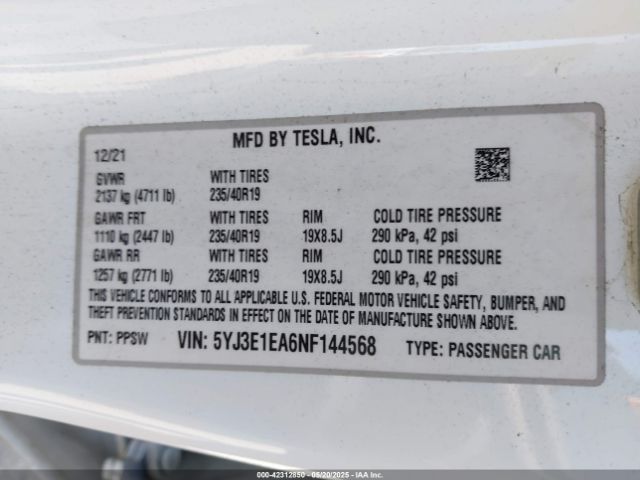 MFD BY TESLA, INC.
12/21
GVWR WITH TIRES
2137 kg (4711 lb) 235/40R19
GAWR FRT WITH TIRES RIM COLD TIRE PRESSURE
1110 kg (2447 lb) 235/40R19 19X8.5J 290 kPa, 42 psi
GAWR RR WITH TIRES RIM COLD TIRE PRESSURE
1257 kg (2771 lb) 235/40R19 19X8.5J 290 kPa, 42 psi
THIS VEHICLE CONFORMS TO ALL APPLICABLE U.S. FEDERAL MOTOR VEHICLE SAFETY, BUMPER, AND
THEFT PREVENTION STANDARDS IN EFFECT ON THE DATE OF MANUFACTURE SHOWN ABOVE.
PNT: PPSW VIN: 5YJ3E1EA6NF144568 TYPE: PASSENGER CAR
000-42312850 - 05/20/2025 - IAAI.com